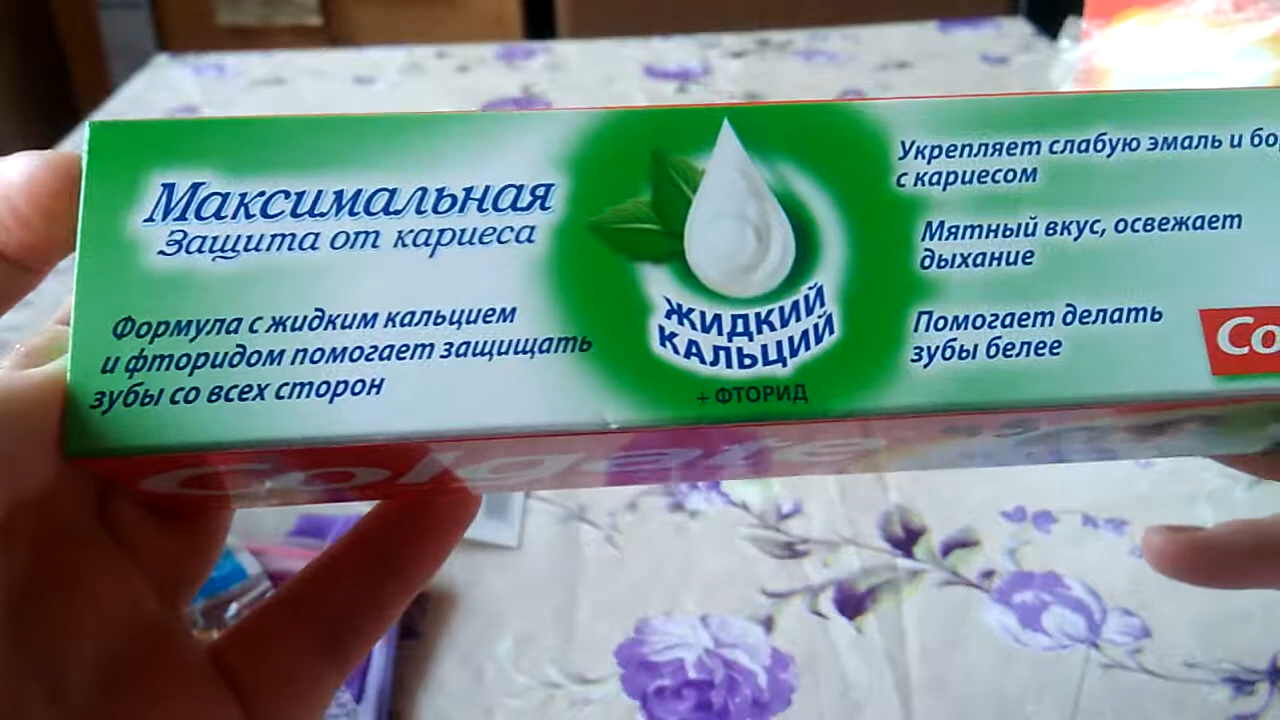 Максимальная
Защита от кариеса
Формула с жидким кальцием
и фторидом помогает защищать
зубы со всех сторон
ЖИДКИЙ
КАЛЬЦИЙ
+ ФТОРИД
Укрепляет слабую эмаль и бор
с кариесом
Мятный вкус, освежает
дыхание
Помогает делать
зубы белее
Co
Colgate